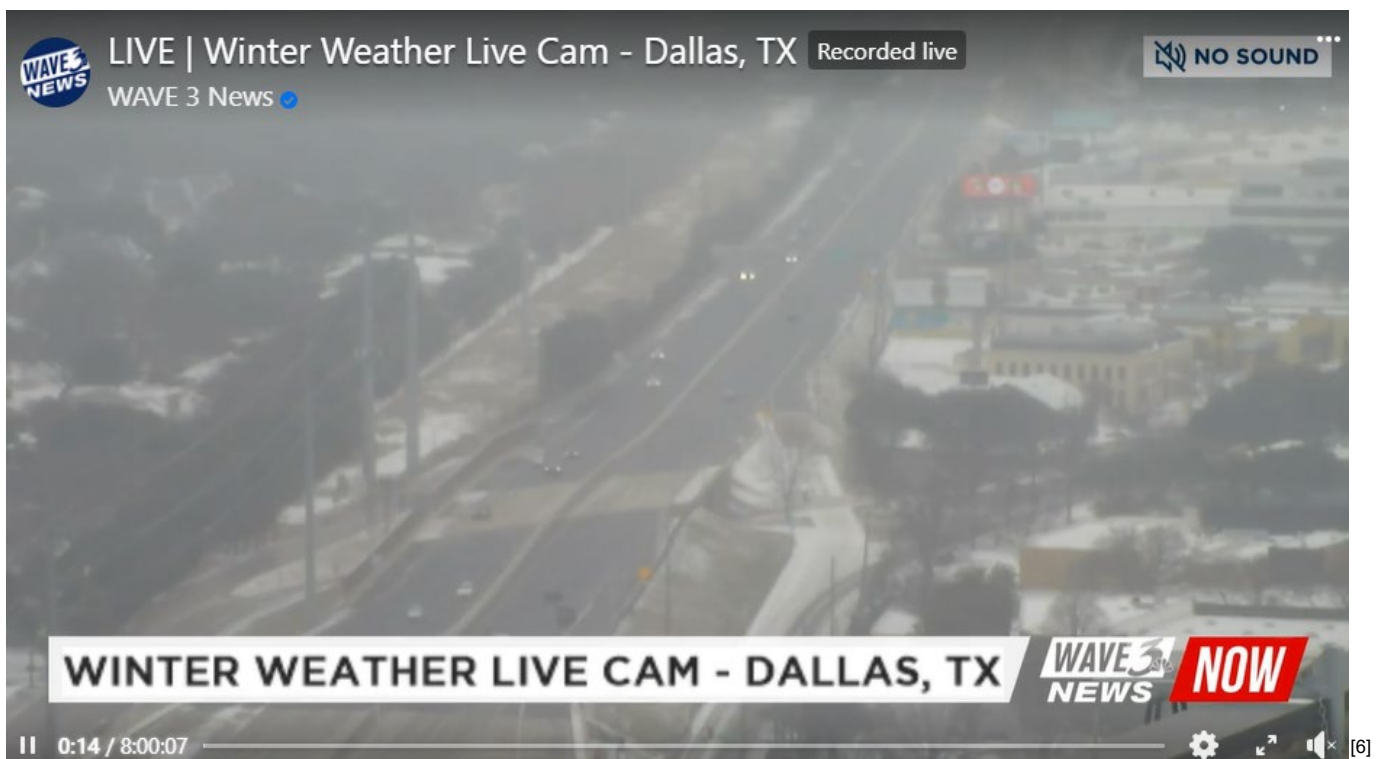 WAVE 3 NEWS
LIVE | Winter Weather Live Cam - Dallas, TX Recorded live
WAVE 3 News
NO SOUND
WINTER WEATHER LIVE CAM - DALLAS, TX
WAVE 3 NEWS NOW
0:14 / 8:00:07
[6]